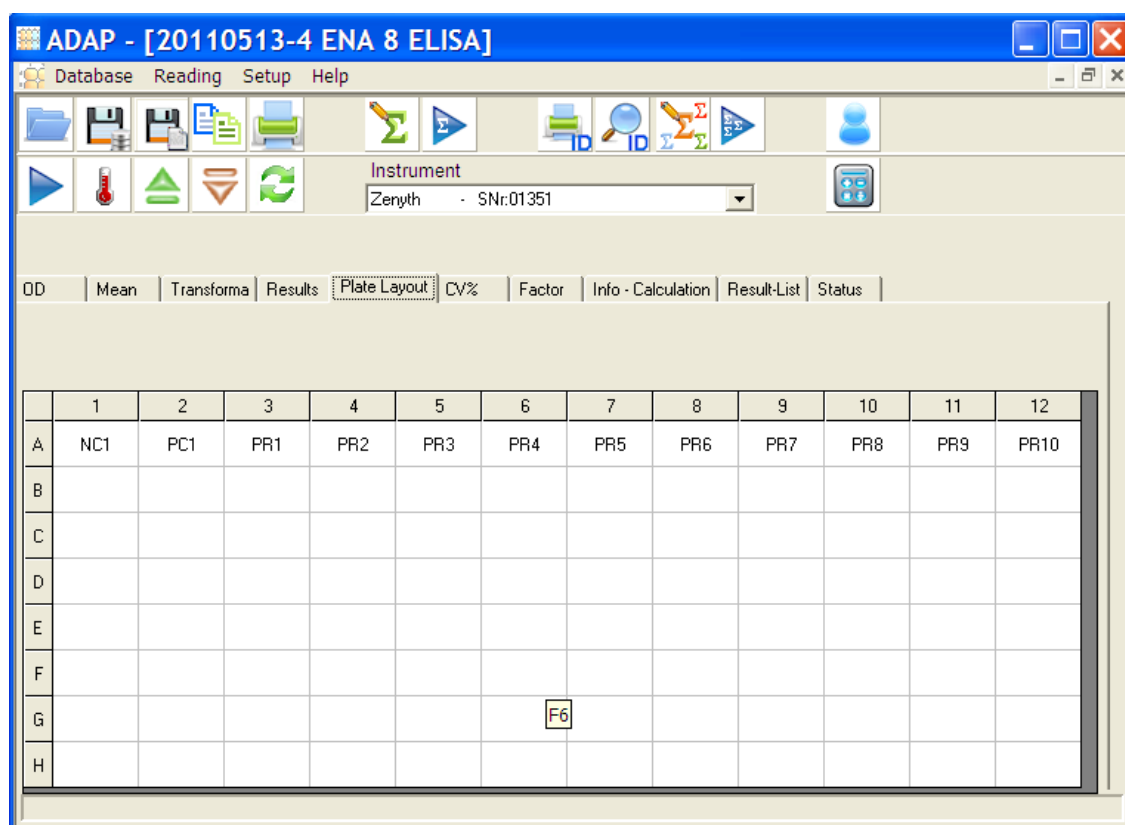 ADAP - [20110513-4 ENA 8 ELISA]
Database Reading Setup Help
ID ID
Instrument
Zenyth - SNr:01351
OD Mean Transforma Results Plate Layout CV% Factor Info - Calculation Result-List Status
1 2 3 4 5 6 7 8 9 10 11 12
A NC1 PC1 PR1 PR2 PR3 PR4 PR5 PR6 PR7 PR8 PR9 PR10
B
C
D
E
F
G F6
H